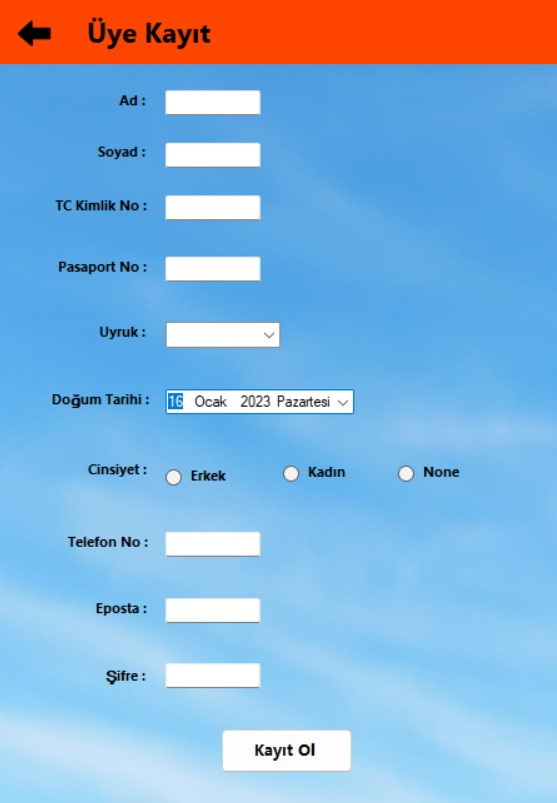 Üye Kayıt
Ad :
Soyad :
TC Kimlik No :
Pasaport No :
Uyruk :
Doğum Tarihi : 16 Ocak 2023 Pazartesi
Cinsiyet : Erkek Kadın None
Telefon No :
Eposta :
Şifre :
Kayıt Ol